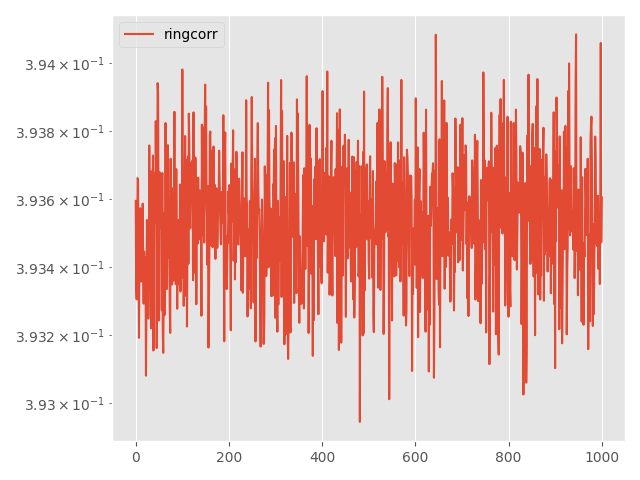 ringcorr
3.94 × 10⁻¹
3.938 × 10⁻¹
3.936 × 10⁻¹
3.934 × 10⁻¹
3.932 × 10⁻¹
3.93 × 10⁻¹
0 200 400 600 800 1000